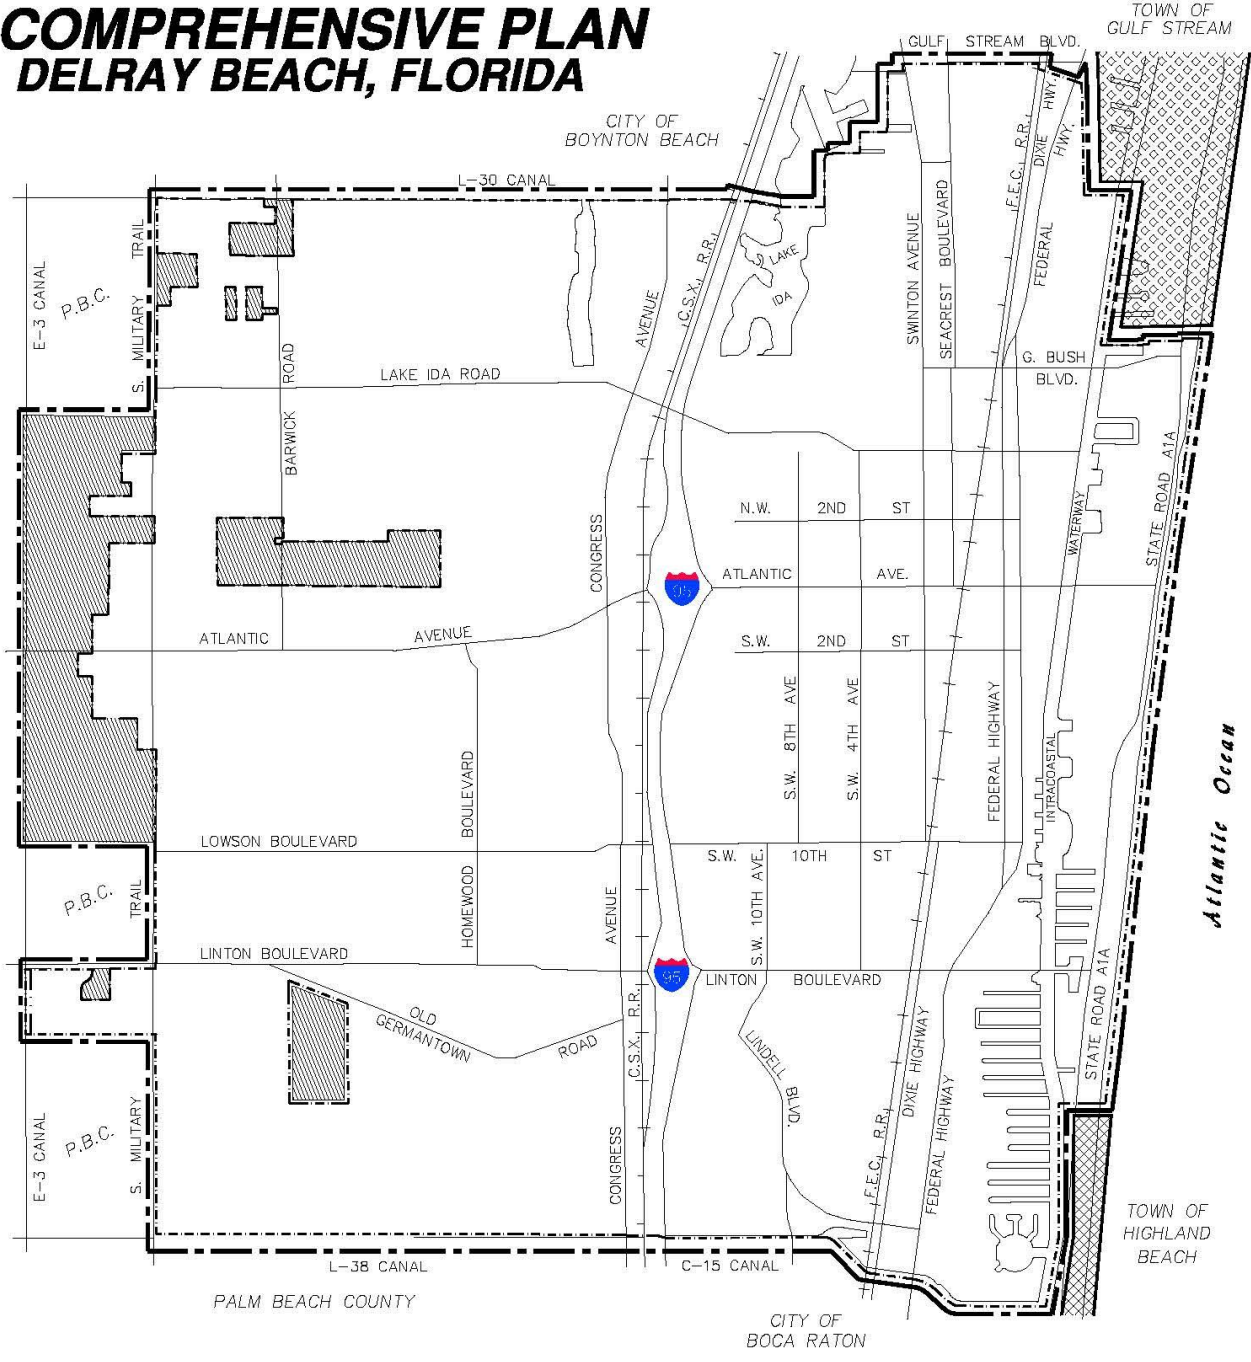 COMPREHENSIVE PLAN
DELRAY BEACH, FLORIDA
TOWN OF
GULF STREAM
GULF STREAM BLVD.
CITY OF
BOYNTON BEACH
L-30 CANAL
E-3 CANAL
P.B.C.
S. MILITARY TRAIL
BARWICK ROAD
LAKE IDA ROAD
AVENUE
C.S.X. R.R.
LAKE
IDA
SWINTON AVENUE
SEACREST BOULEVARD
F.E.C. R.R.
DIXIE HWY.
FEDERAL HWY.
G. BUSH
BLVD.
STATE ROAD A1A
WATERWAY
CONGRESS
N.W. 2ND ST
95
ATLANTIC AVE.
ATLANTIC AVENUE
S.W. 2ND ST
S.W. 8TH AVE
S.W. 4TH AVE
FEDERAL HIGHWAY
INTRACOASTAL
Atlantic Ocean
HOMEWOOD BOULEVARD
LOWSON BOULEVARD
S.W. 10TH ST
P.B.C.
TRAIL
AVENUE
S.W. 10TH AVE.
LINTON BOULEVARD
95
LINTON BOULEVARD
OLD
GERMANTOWN
ROAD
C.S.X. R.R.
LINDELL BLVD.
DIXIE HIGHWAY
STATE ROAD A1A
FEDERAL HIGHWAY
F.E.C. R.R.
E-3 CANAL
P.B.C.
S. MILITARY
CONGRESS
TOWN OF
HIGHLAND
BEACH
L-38 CANAL
C-15 CANAL
PALM BEACH COUNTY
CITY OF
BOCA RATON